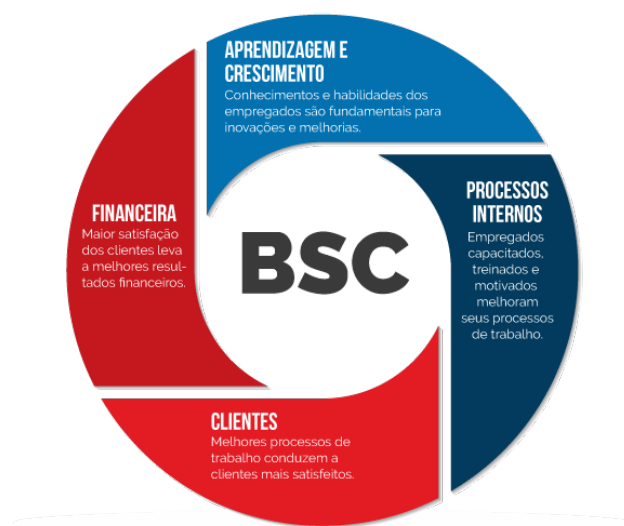 APRENDIZAGEM E
CRESCIMENTO
Conhecimentos e habilidades dos
empregados são fundamentais para
inovações e melhorias.
PROCESSOS
INTERNOS
Empregados
capacitados,
treinados e
motivados
melhoram
seus processos
de trabalho.
CLIENTES
Melhores processos de
trabalho conduzem a
clientes mais satisfeitos.
FINANCEIRA
Maior satisfação
dos clientes leva
a melhores resul-
tados financeiros.
BSC